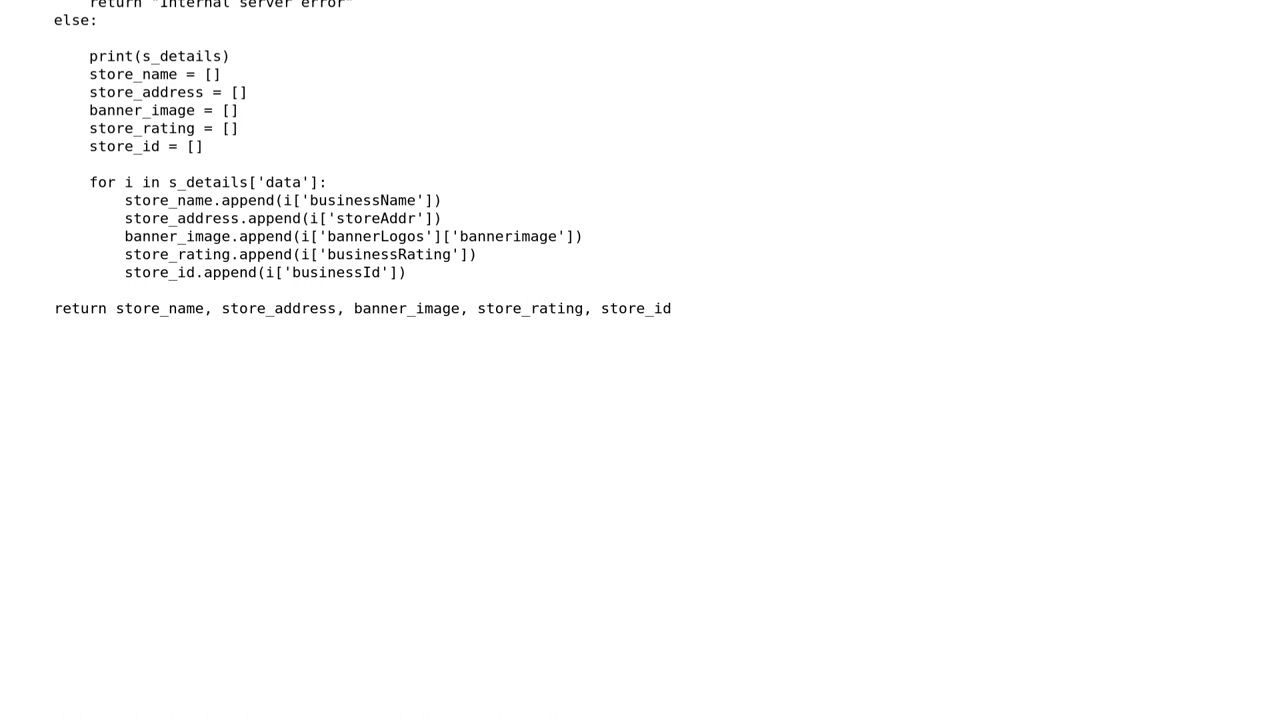 return "Internal server error"
else:
print(s_details)
store_name = []
store_address = []
banner_image = []
store_rating = []
store_id = []
for i in s_details['data']:
store_name.append(i['businessName'])
store_address.append(i['storeAddr'])
banner_image.append(i['bannerLogos']['bannerimage'])
store_rating.append(i['businessRating'])
store_id.append(i['businessId'])
return store_name, store_address, banner_image, store_rating, store_id